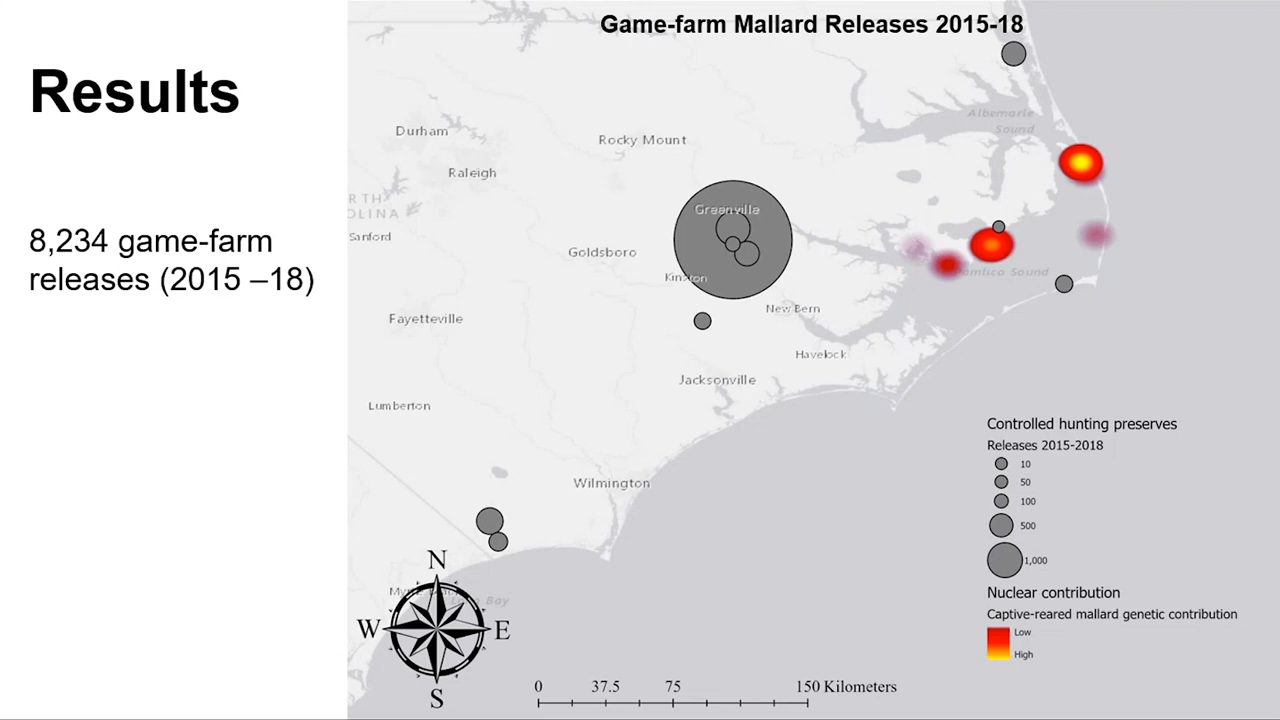 Game-farm Mallard Releases 2015-18
Results
8,234 game-farm
releases (2015 –18)
Durham
Raleigh
Rocky Mount
Albemarle
Sound
RTH
OLINA
Sanford
Greenville
Goldsboro
Kinston
Pamlico Sound
New Bern
Fayetteville
Havelock
Jacksonville
Lumberton
Wilmington
Bay
N
W
E
S
0
37.5
75
150 Kilometers
Controlled hunting preserves
Releases 2015-2018
10
50
100
500
1,000
Nuclear contribution
Captive-reared mallard genetic contribution
Low
High